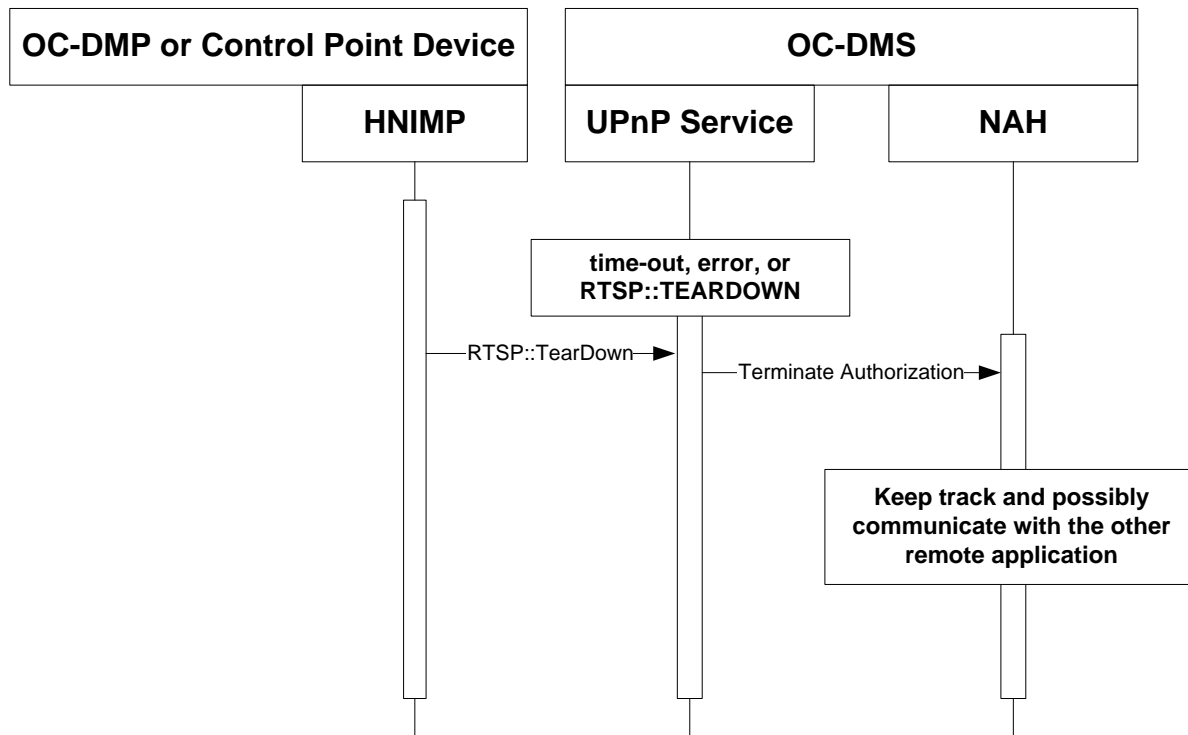 OC-DMP or Control Point Device
OC-DMS
HNIMP
UPnP Service
NAH
time-out, error, or
RTSP::TEARDOWN
RTSP::TearDown
Terminate Authorization
Keep track and possibly
communicate with the other
remote application